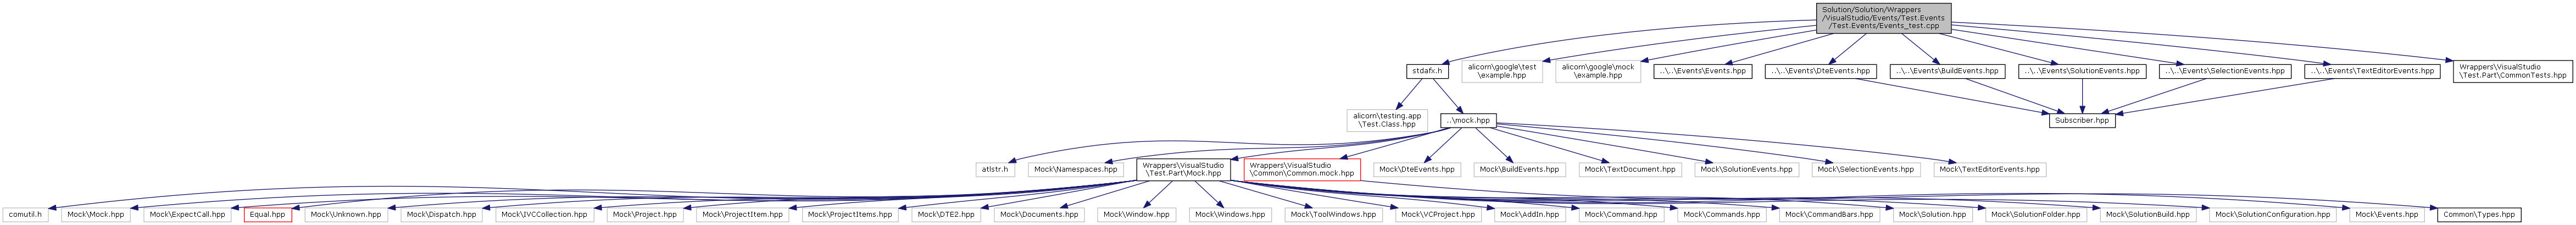 Solution/Solution/Wrappers
/VisualStudio/Events/Test.Events
/Test.Events/Events_test.cpp
stdafx.h
alicorn\google\test
\example.hpp
alicorn\google\mock
\example.hpp
..\..\Events\Events.hpp
..\..\Events\DteEvents.hpp
..\..\Events\BuildEvents.hpp
..\..\Events\SolutionEvents.hpp
..\..\Events\SelectionEvents.hpp
..\..\Events\TextEditorEvents.hpp
Wrappers\VisualStudio
\Test.Part\CommonTests.hpp
alicorn\testing.app
\Test.Class.hpp
..\mock.hpp
Subscriber.hpp
atlstr.h
Mock\Namespaces.hpp
Wrappers\VisualStudio
\Test.Part\Mock.hpp
Wrappers\VisualStudio
\Common\Common.mock.hpp
Mock\DteEvents.hpp
Mock\BuildEvents.hpp
Mock\TextDocument.hpp
Mock\SolutionEvents.hpp
Mock\SelectionEvents.hpp
Mock\TextEditorEvents.hpp
comutil.h
Mock\Mock.hpp
Mock\ExpectCall.hpp
Equal.hpp
Mock\Unknown.hpp
Mock\Dispatch.hpp
Mock\IVCCollection.hpp
Mock\Project.hpp
Mock\ProjectItem.hpp
Mock\ProjectItems.hpp
Mock\DTE2.hpp
Mock\Documents.hpp
Mock\Window.hpp
Mock\Windows.hpp
Mock\ToolWindows.hpp
Mock\VCProject.hpp
Mock\AddIn.hpp
Mock\Command.hpp
Mock\Commands.hpp
Mock\CommandBars.hpp
Mock\Solution.hpp
Mock\SolutionFolder.hpp
Mock\SolutionBuild.hpp
Mock\SolutionConfiguration.hpp
Mock\Events.hpp
Common\Types.hpp